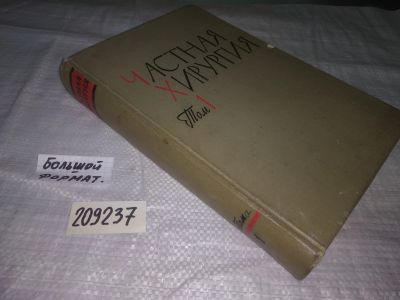 ЧАСТНАЯ
ХИРУРГИЯ
Том 1
БОЛЬШОЙ
ФОРМАТ.
209237